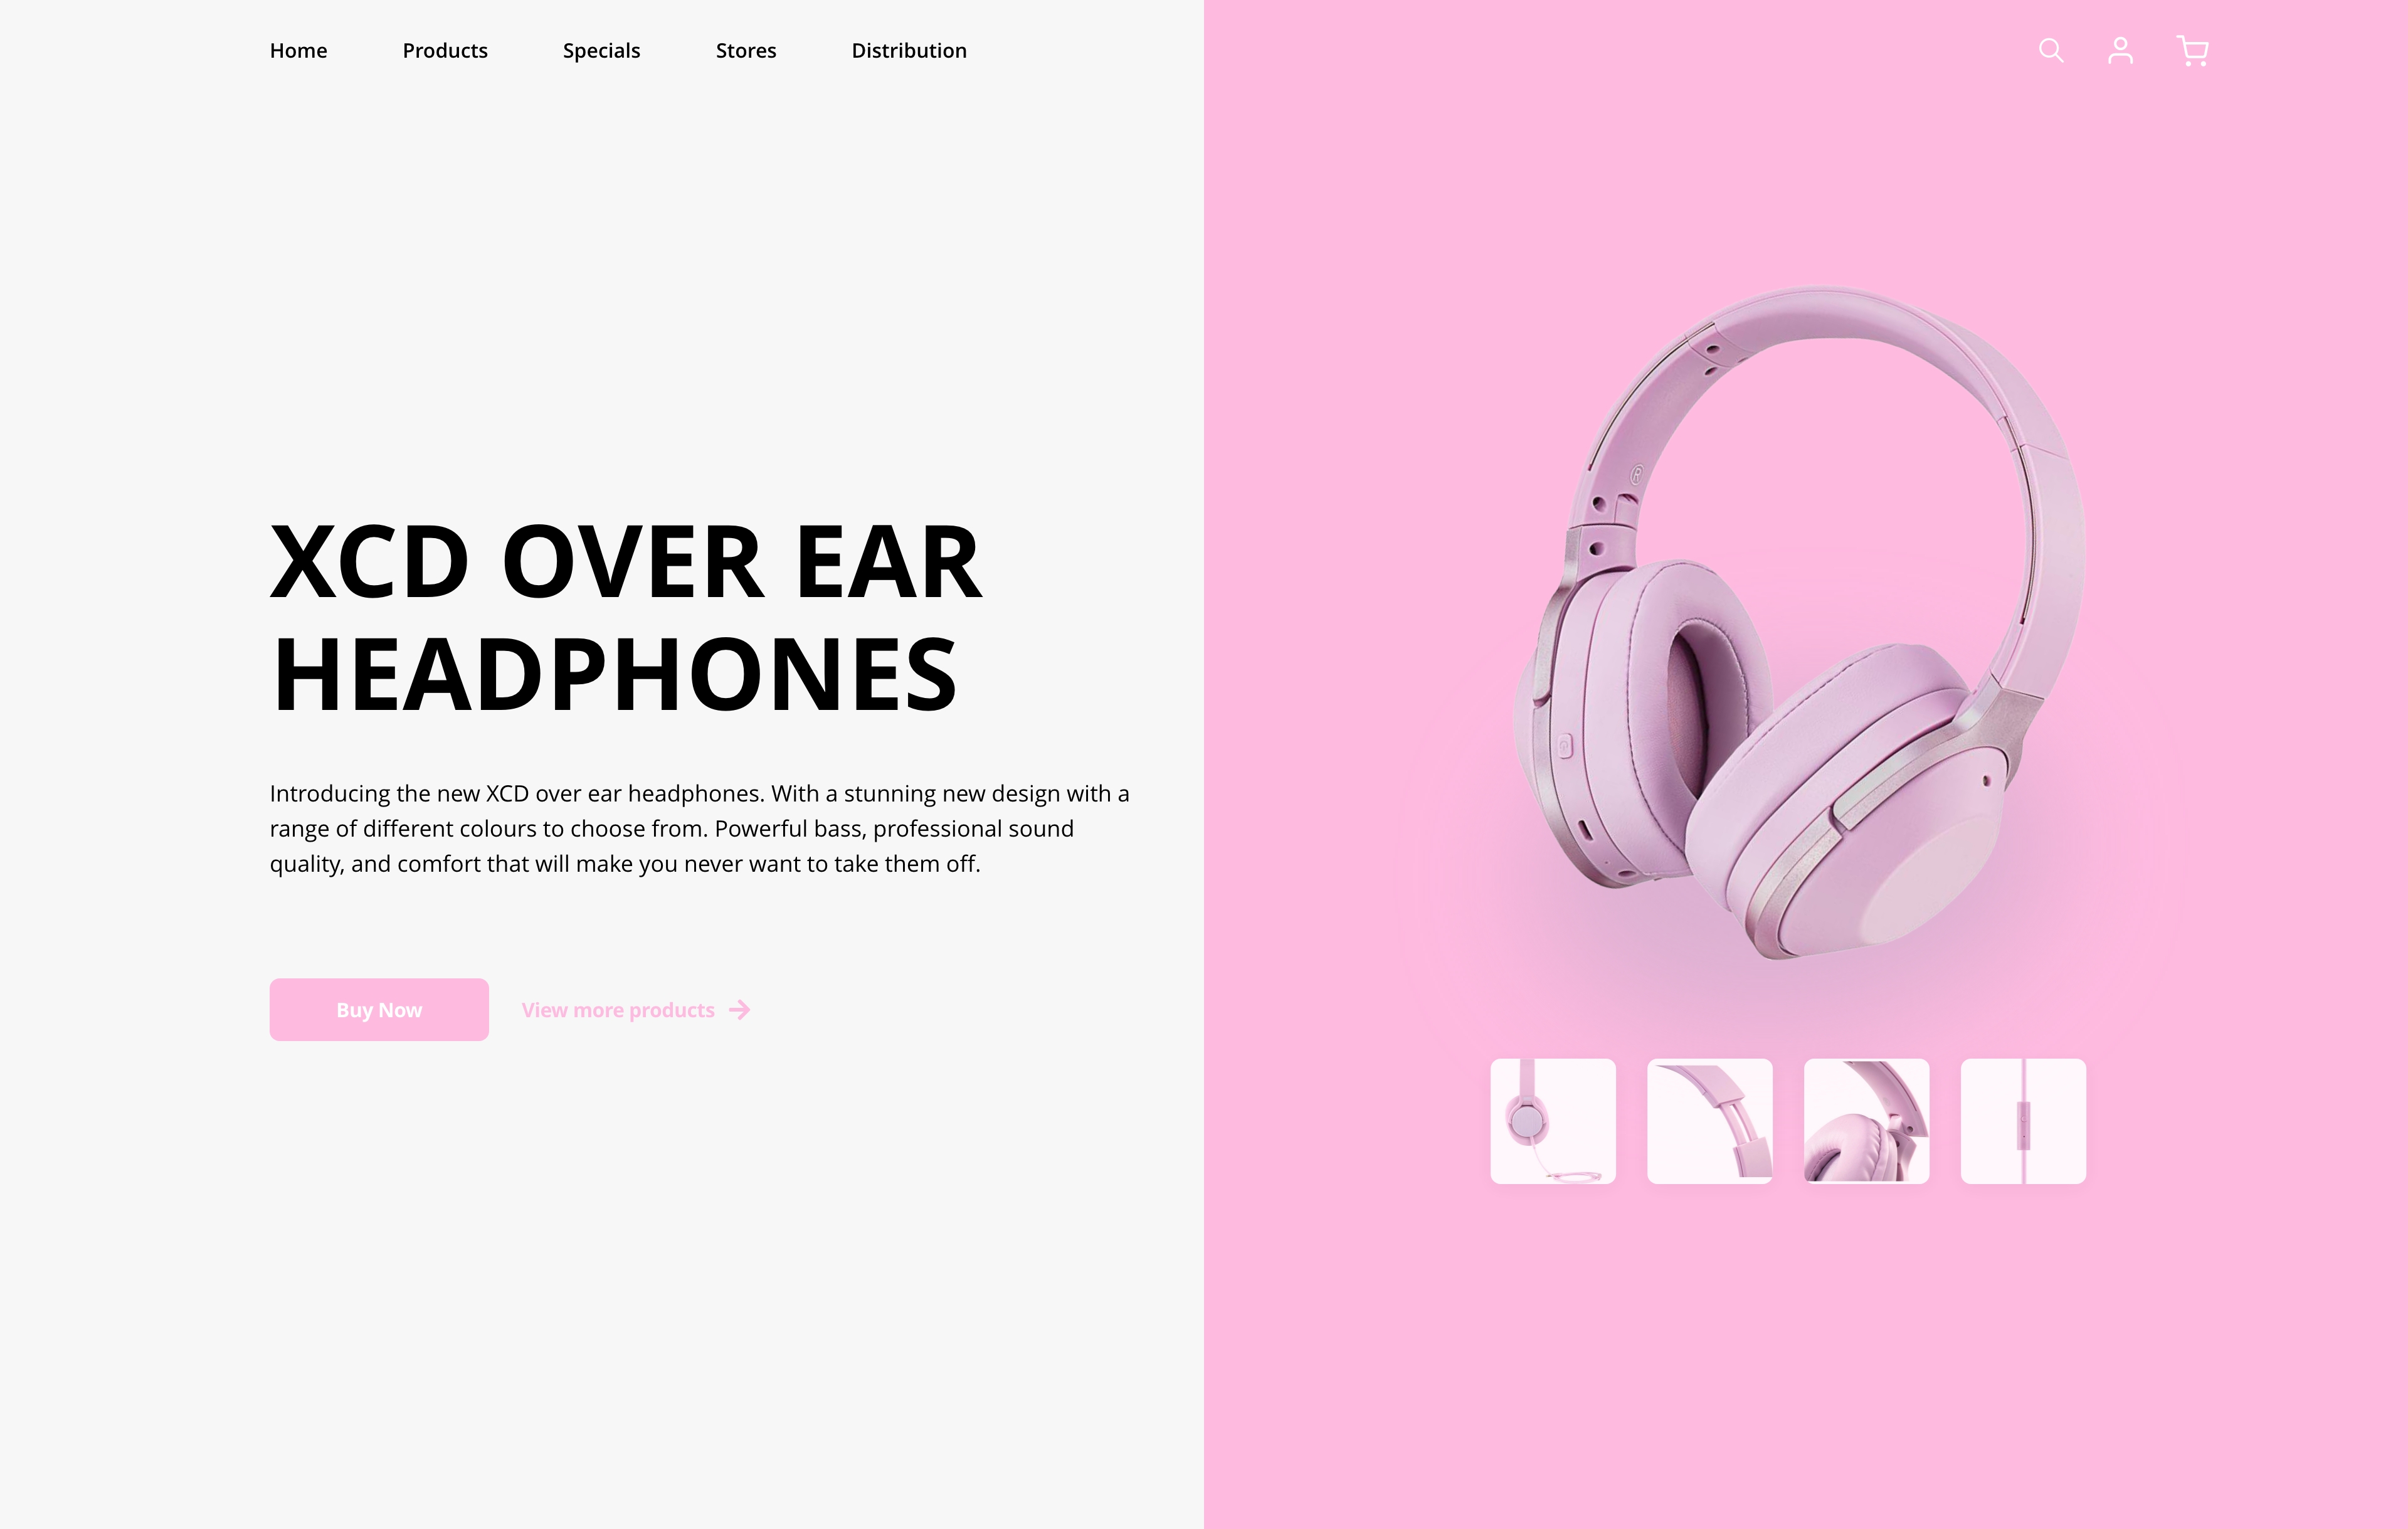 Home
Products
Specials
Stores
Distribution
XCD OVER EAR
HEADPHONES
Introducing the new XCD over ear headphones. With a stunning new design with a
range of different colours to choose from. Powerful bass, professional sound
quality, and comfort that will make you never want to take them off.
Buy Now
View more products
®